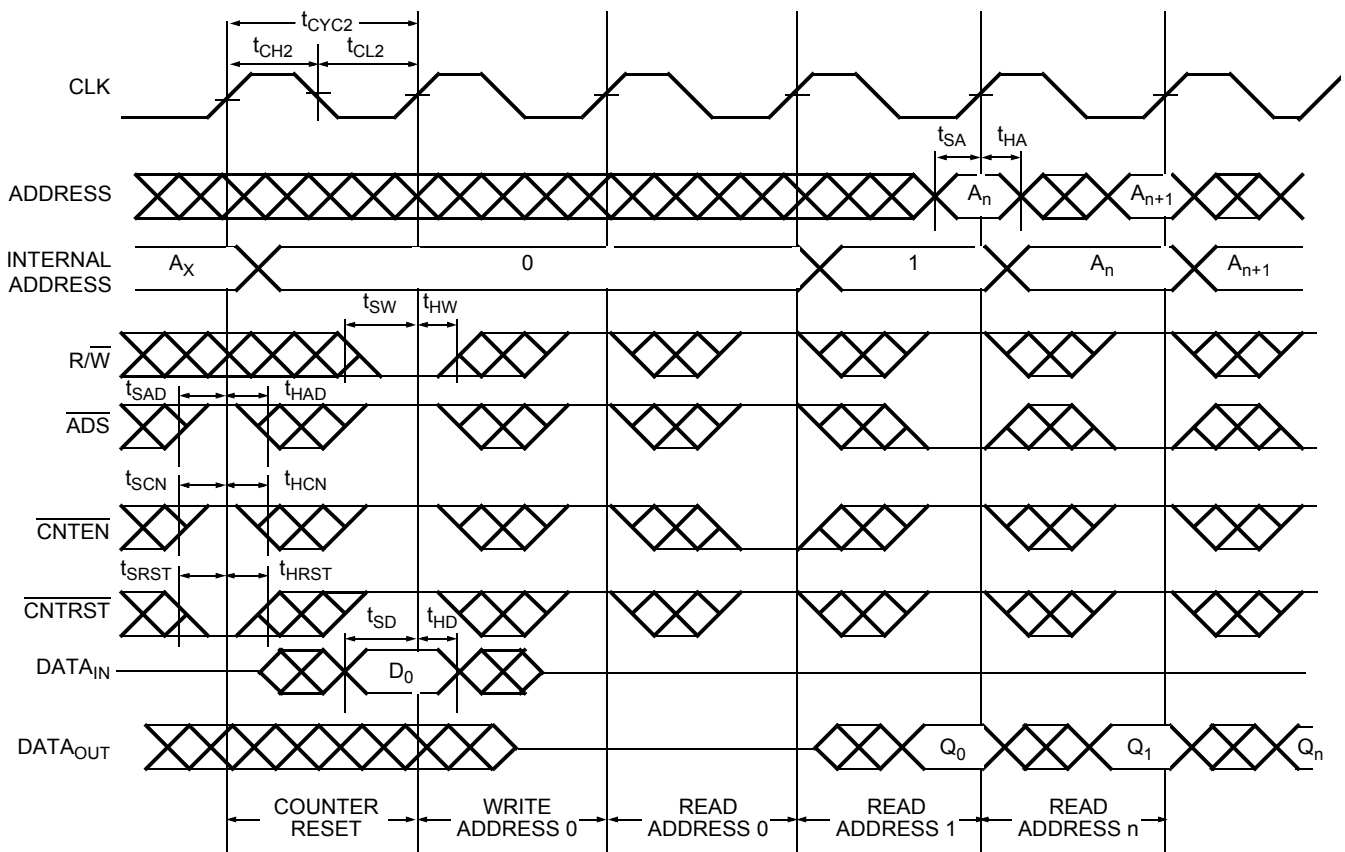 tCYC2
tCH2
tCL2
CLK
tSA
tHA
ADDRESS
An
An+1
INTERNAL
ADDRESS
AX
0
1
An
An+1
tSW
tHW
R/W
tSAD
tHAD
ADS
tSCN
tHCN
CNTEN
tSRST
tHRST
CNTRST
tSD
tHD
DATAIN
D0
DATAOUT
Q0
Q1
Qn
COUNTER
RESET
WRITE
ADDRESS 0
READ
ADDRESS 0
READ
ADDRESS 1
READ
ADDRESS n